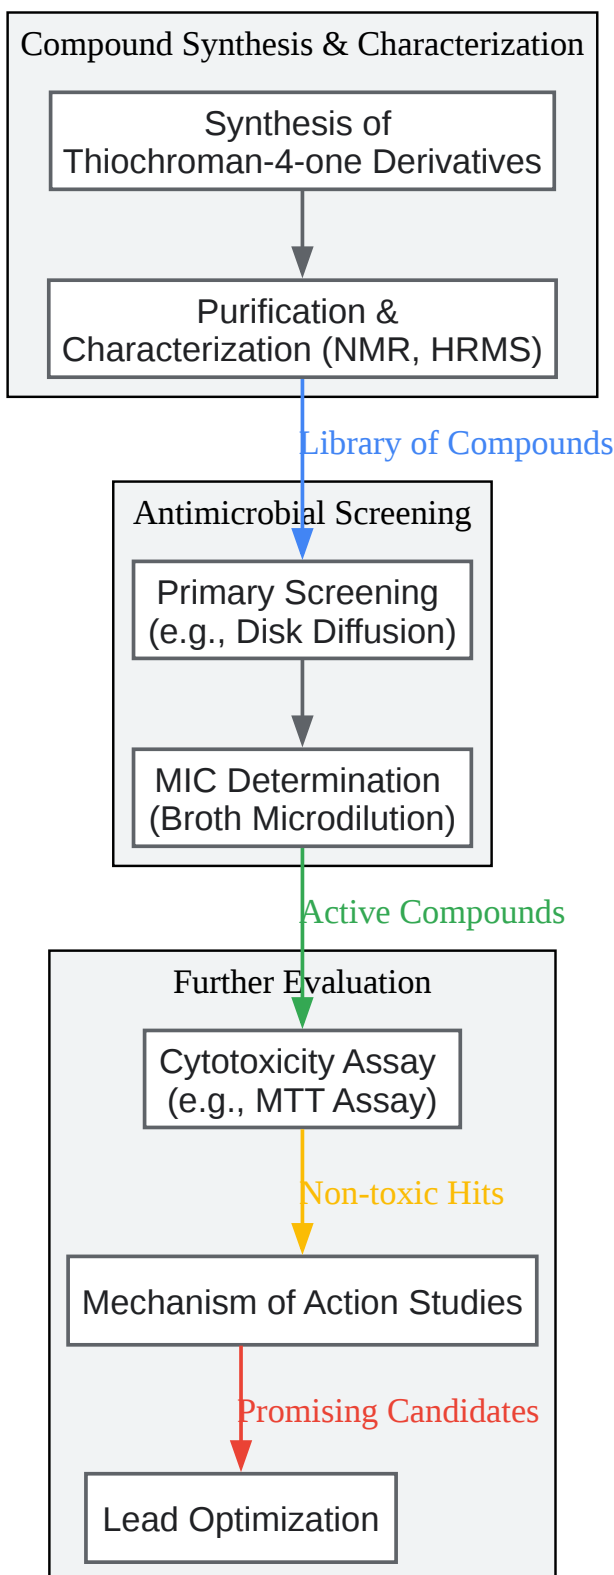 Compound Synthesis & Characterization
Synthesis of
Thiochroman-4-one Derivatives
Purification &
Characterization (NMR, HRMS)
Library of Compounds
Antimicrobial Screening
Primary Screening
(e.g., Disk Diffusion)
MIC Determination
(Broth Microdilution)
Active Compounds
Further Evaluation
Cytotoxicity Assay
(e.g., MTT Assay)
Non-toxic Hits
Mechanism of Action Studies
Promising Candidates
Lead Optimization